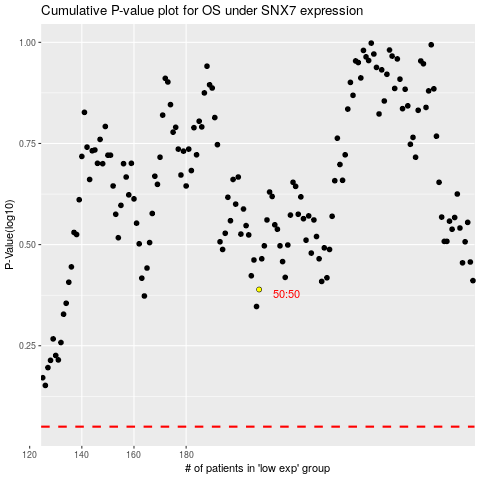 Cumulative P-value plot for OS under SNX7 expression
P-Value(log10)
1.00
0.75
0.50
0.25
50:50
120 140 160 180
# of patients in 'low exp' group